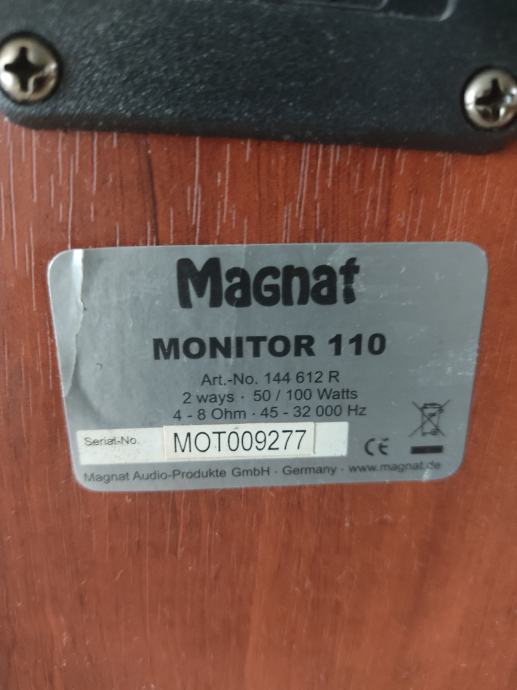 Magnat
MONITOR 110
Art.-No. 144 612 R
2 ways · 50 / 100 Watts
4 - 8 Ohm · 45 - 32 000 Hz
Serial-No. MOT009277
CE
Magnat Audio-Produkte GmbH · Germany · www.magnat.de